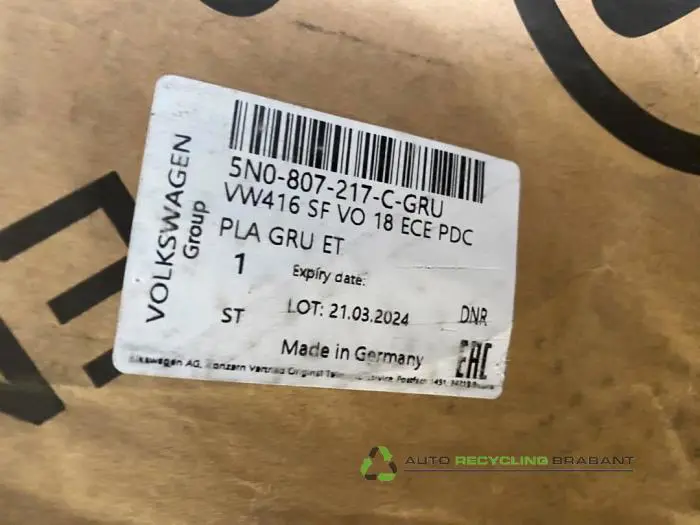 VOLKSWAGEN
Group
5N0-807-217-C-GRU
VW416 SF VO 18 ECE PDC
PLA GRU ET
1
Expiry date:
ST
LOT: 21.03.2024
DNR
Made in Germany
EAC
AUTO RECYCLING BRABANT